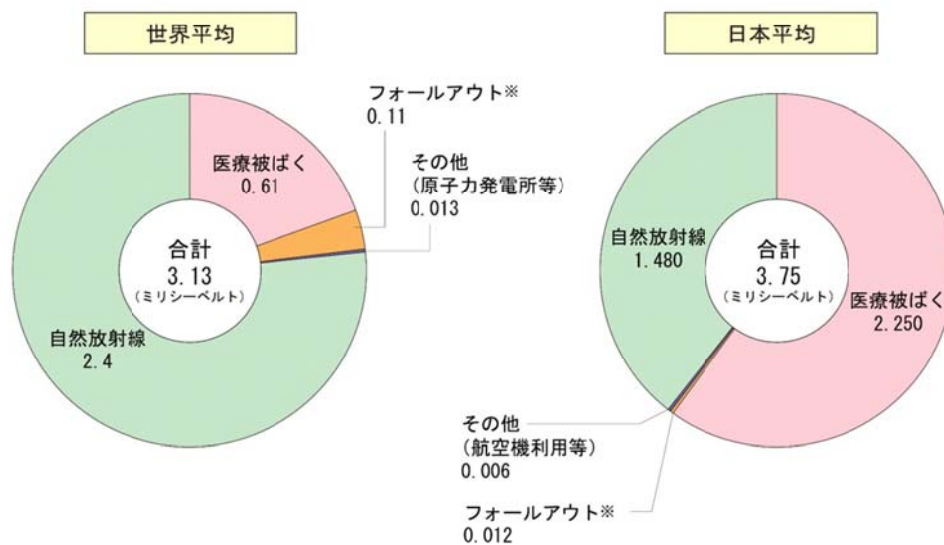 世界平均
フォールアウト※
0.11
医療被ばく
0.61
その他
(原子力発電所等)
0.013
合計
3.13
(ミリシーベルト)
自然放射線
2.4
日本平均
自然放射線
1.480
合計
3.75
(ミリシーベルト)
医療被ばく
2.250
その他
(航空機利用等)
0.006
フォールアウト※
0.012